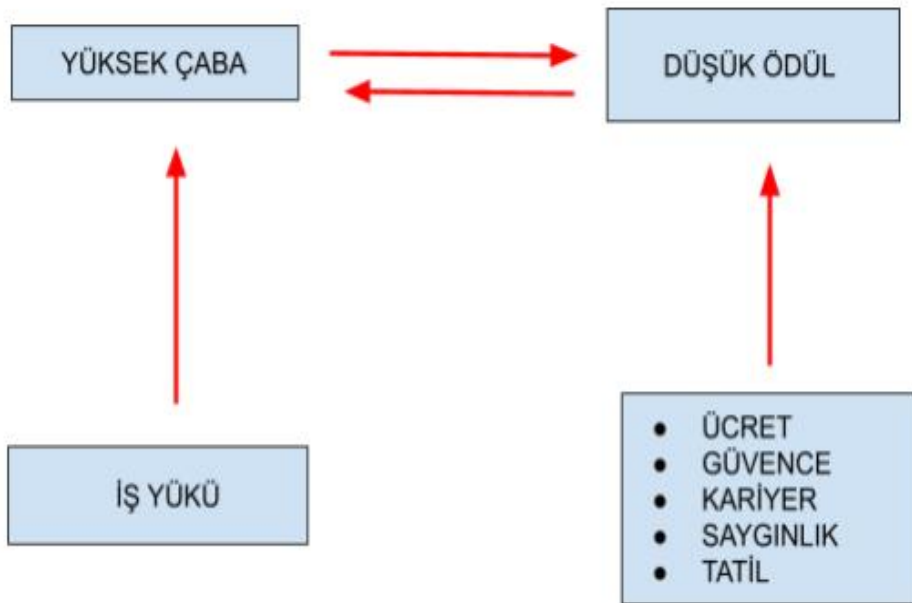 YÜKSEK ÇABA
DÜŞÜK ÖDÜL
İŞ YÜKÜ
● ÜCRET
● GÜVENCE
● KARİYER
● SAYGINLIK
● TATİL